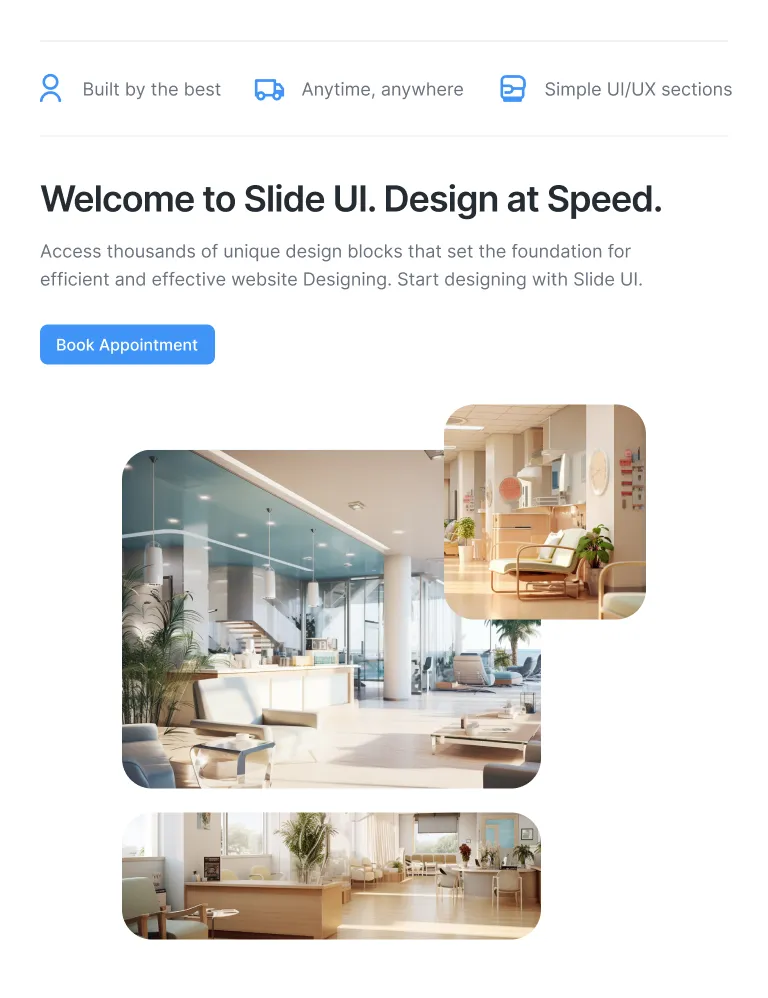 Built by the best
Anytime, anywhere
Simple UI/UX sections
Welcome to Slide UI. Design at Speed.
Access thousands of unique design blocks that set the foundation for
efficient and effective website Designing. Start designing with Slide UI.
Book Appointment